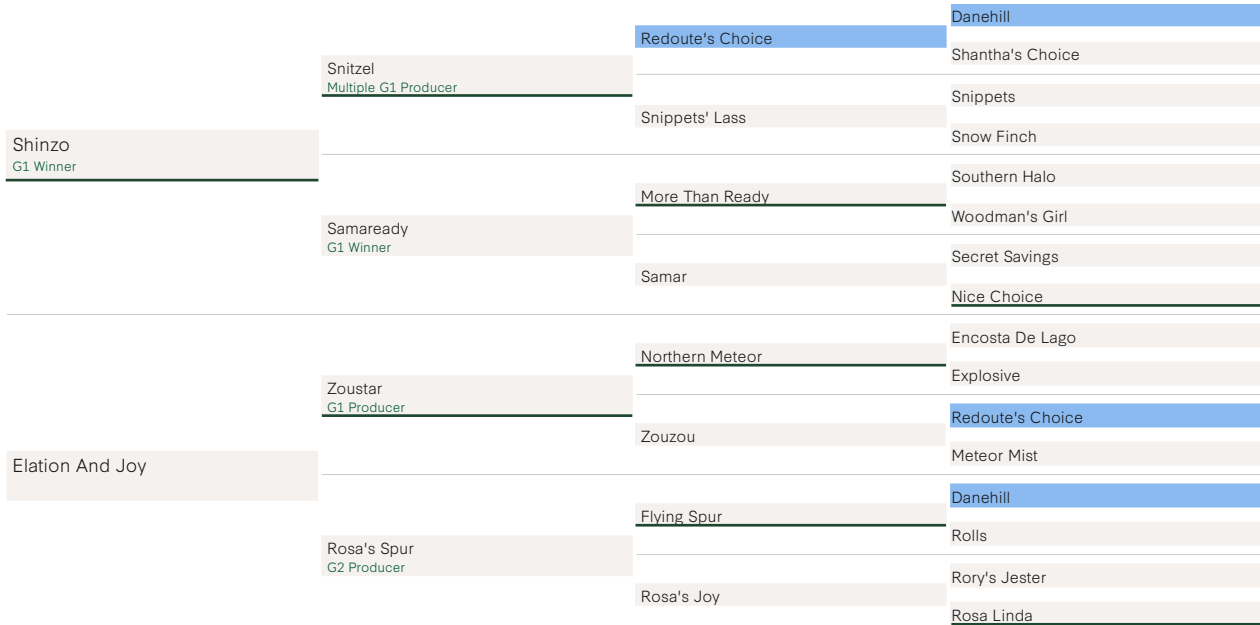 Shinzo
G1 Winner
Elation And Joy
Snitzel
Multiple G1 Producer
Samaready
G1 Winner
Zoustar
G1 Producer
Rosa's Spur
G2 Producer
Redoute's Choice
Snippets' Lass
More Than Ready
Samar
Northern Meteor
Zouzou
Flying Spur
Rosa's Joy
Danehill
Shantha's Choice
Snippets
Snow Finch
Southern Halo
Woodman's Girl
Secret Savings
Nice Choice
Encosta De Lago
Explosive
Redoute's Choice
Meteor Mist
Danehill
Rolls
Rory's Jester
Rosa Linda